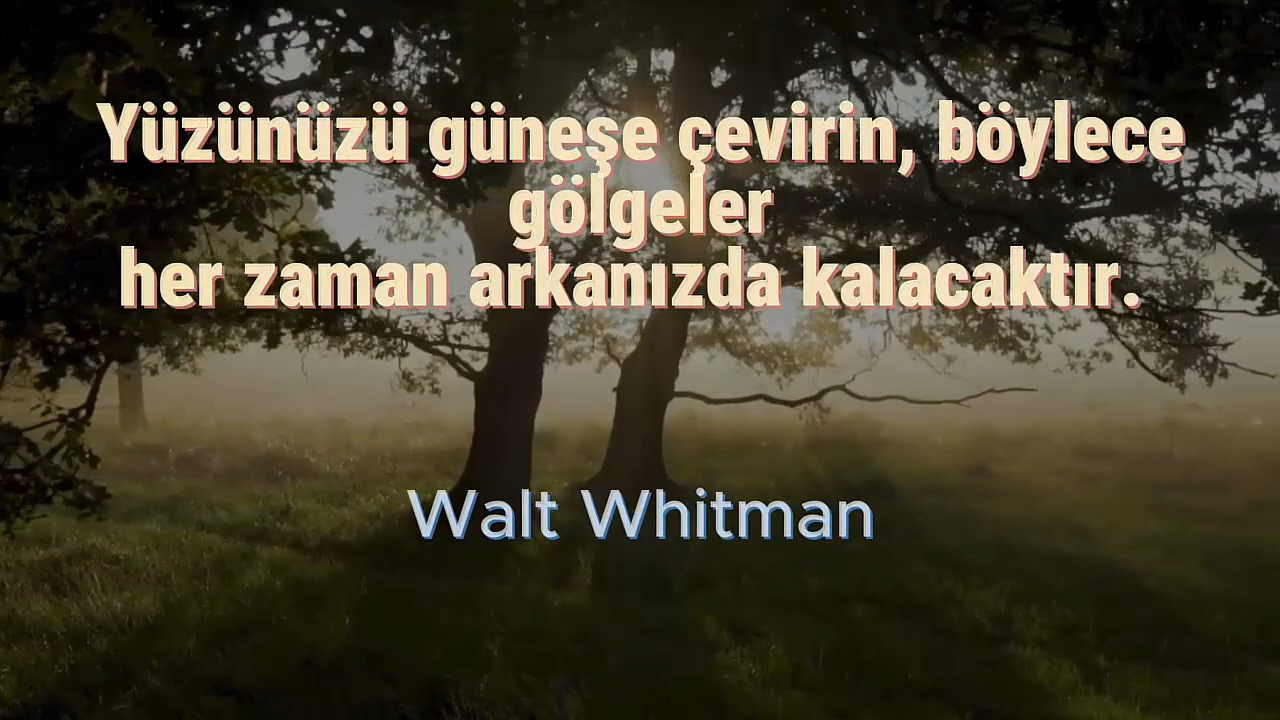 Yüzünüzü güneşe çevirin, böylece
gölgeler
her zaman arkanızda kalacaktır.
Walt Whitman